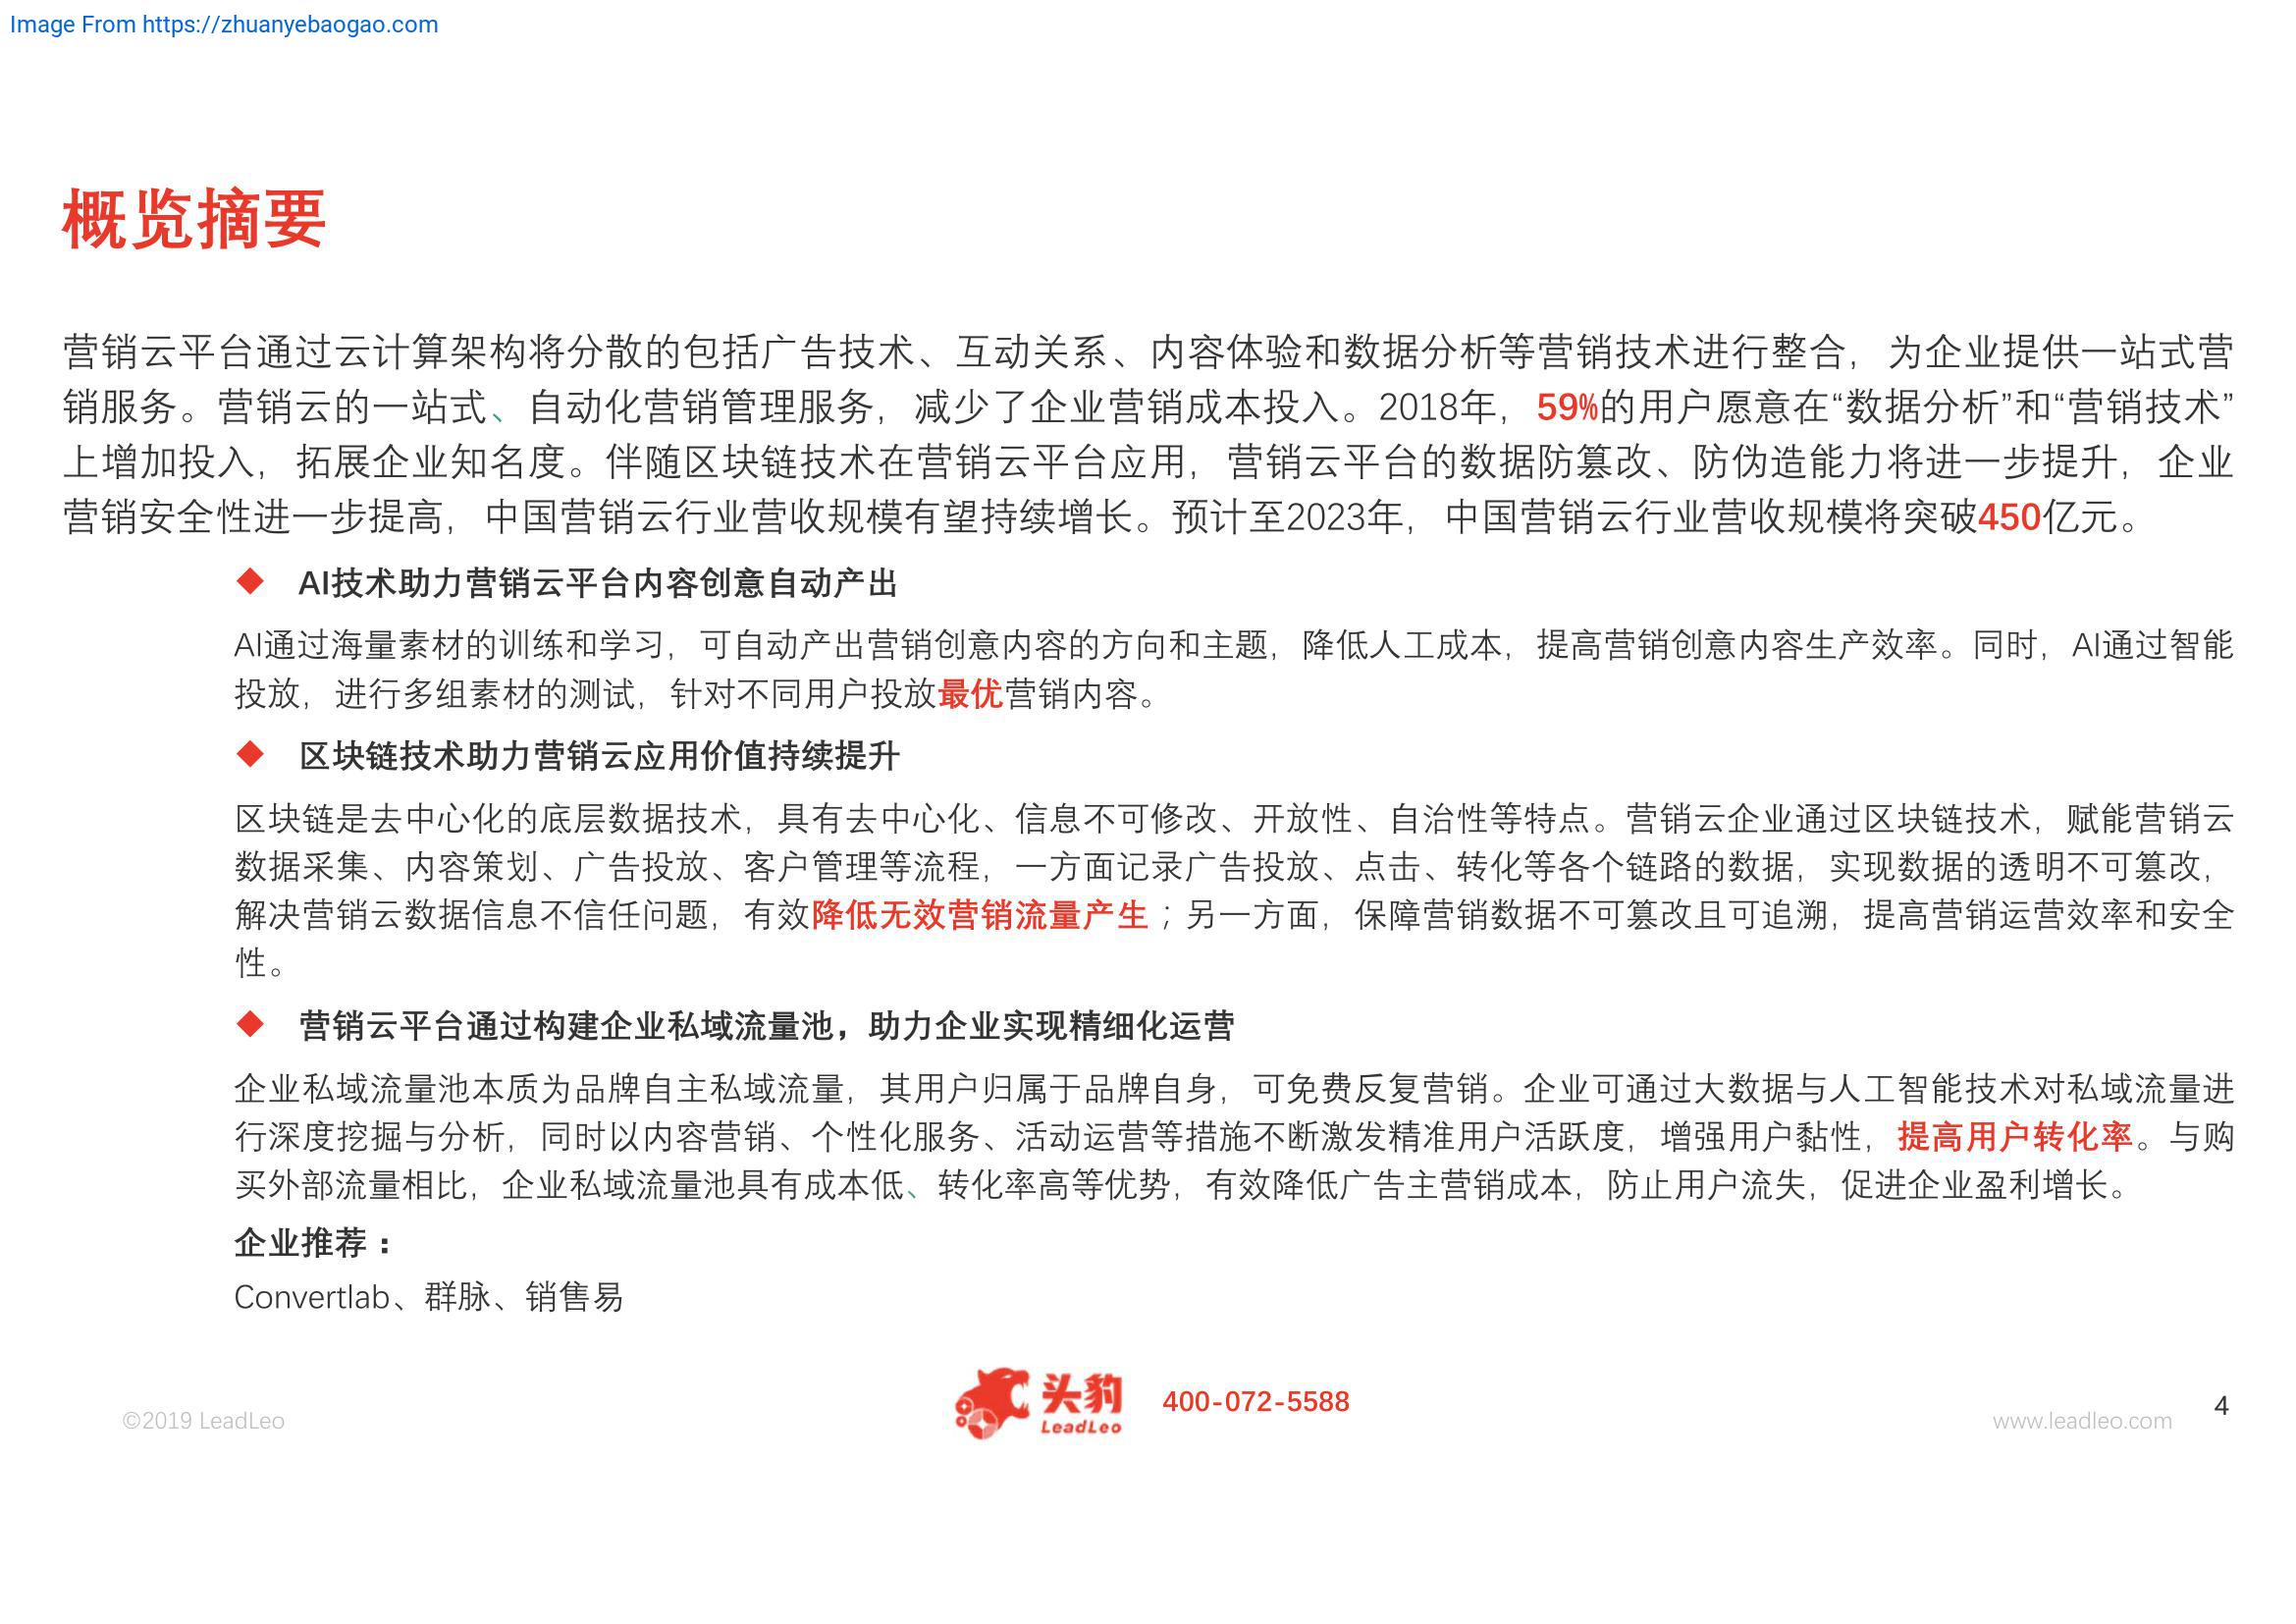 Image From https://zhuanyebaogao.com
概览摘要
营销云平台通过云计算架构将分散的包括广告技术、互动关系、内容体验和数据分析等营销技术进行整合，为企业提供一站式营
销服务。营销云的一站式、自动化营销管理服务，减少了企业营销成本投入。2018年，59%的用户愿意在“数据分析”和“营销技术”
上增加投入，拓展企业知名度。伴随区块链技术在营销云平台应用，营销云平台的数据防篡改、防伪造能力将进一步提升，企业
营销安全性进一步提高，中国营销云行业营收规模有望持续增长。预计至2023年，中国营销云行业营收规模将突破450亿元。
◆ AI技术助力营销云平台内容创意自动产出
AI通过海量素材的训练和学习，可自动产出营销创意内容的方向和主题，降低人工成本，提高营销创意内容生产效率。同时，AI通过智能
投放，进行多组素材的测试，针对不同用户投放最优营销内容。
◆ 区块链技术助力营销云应用价值持续提升
区块链是去中心化的底层数据技术，具有去中心化、信息不可修改、开放性、自治性等特点。营销云企业通过区块链技术，赋能营销云
数据采集、内容策划、广告投放、客户管理等流程，一方面记录广告投放、点击、转化等各个链路的数据，实现数据的透明不可篡改，
解决营销云数据信息不信任问题，有效降低无效营销流量产生；另一方面，保障营销数据不可篡改且可追溯，提高营销运营效率和安全
性。
◆ 营销云平台通过构建企业私域流量池，助力企业实现精细化运营
企业私域流量池本质为品牌自主私域流量，其用户归属于品牌自身，可免费反复营销。企业可通过大数据与人工智能技术对私域流量进
行深度挖掘与分析，同时以内容营销、个性化服务、活动运营等措施不断激发精准用户活跃度，增强用户黏性，提高用户转化率。与购
买外部流量相比，企业私域流量池具有成本低、转化率高等优势，有效降低广告主营销成本，防止用户流失，促进企业盈利增长。
企业推荐：
Convertlab、群脉、销售易
©2019 LeadLeo
头豹
LeadLeo
400-072-5588
www.leadleo.com
4